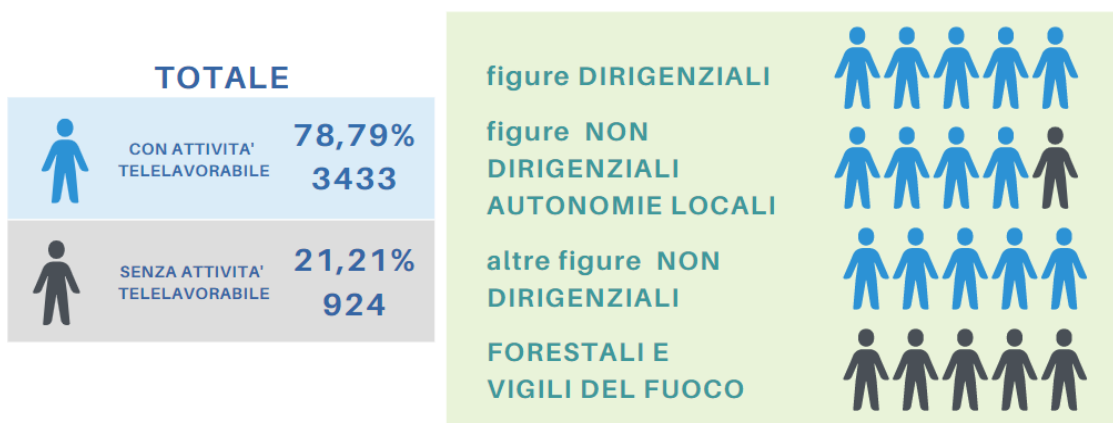 TOTALE
CON ATTIVITA'
TELELAVORABILE
78,79%
3433
SENZA ATTIVITA'
TELELAVORABILE
21,21%
924
figure DIRIGENZIALI
figure NON
DIRIGENZIALI
AUTONOMIE LOCALI
altre figure NON
DIRIGENZIALI
FORESTALI E
VIGILI DEL FUOCO